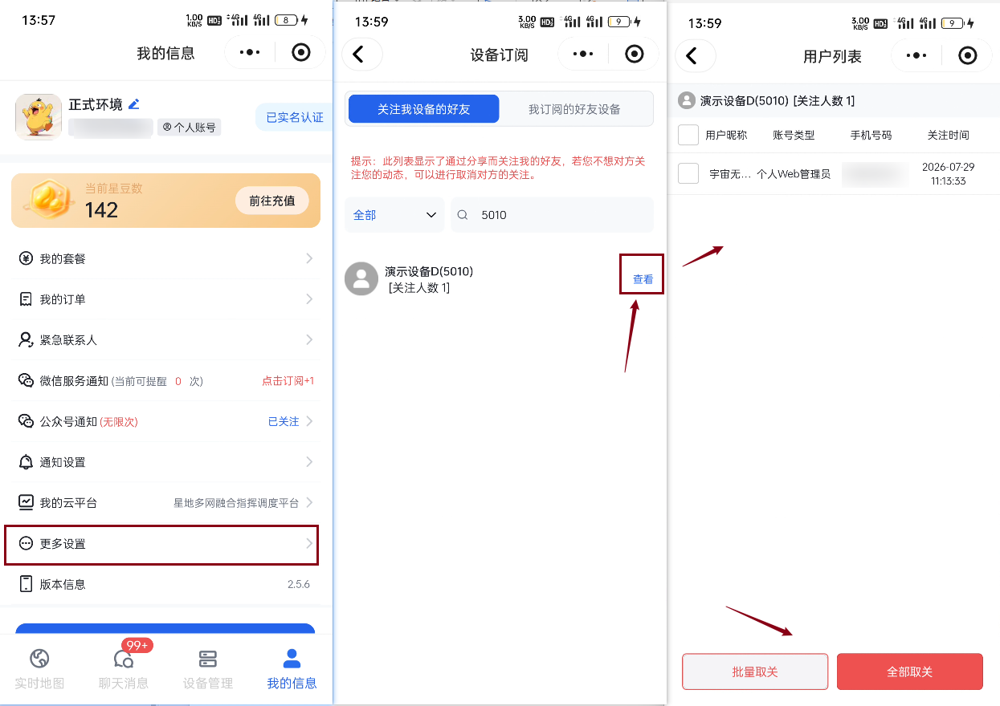 13:57
1.00
KB/S
HD2
4G
4G
8
我的信息
正式环境
个人账号
已实名认证
当前星豆数
142
前往充值
我的套餐
我的订单
紧急联系人
微信服务通知 (当前可提醒 0 次)
点击订阅+1
公众号通知 (无限次)
已关注
通知设置
我的云平台
星地多网融合指挥调度平台
更多设置
版本信息
2.5.6
实时地图
99+
聊天消息
设备管理
我的信息
13:59
3.00
KB/S
HD2
4G
4G
9
设备订阅
关注我设备的好友
我订阅的好友设备
提示：此列表显示了通过分享而关注我的好友，若您不想对方关
注您的动态，可以进行取消对方的关注。
全部
5010
演示设备D(5010)
[关注人数 1]
查看
13:59
3.00
KB/S
HD2
4G
4G
9
用户列表
演示设备D(5010) [关注人数 1]
用户昵称 账号类型 手机号码 关注时间
宇宙无... 个人Web管理员
2026-07-29
11:13:33
批量取关
全部取关